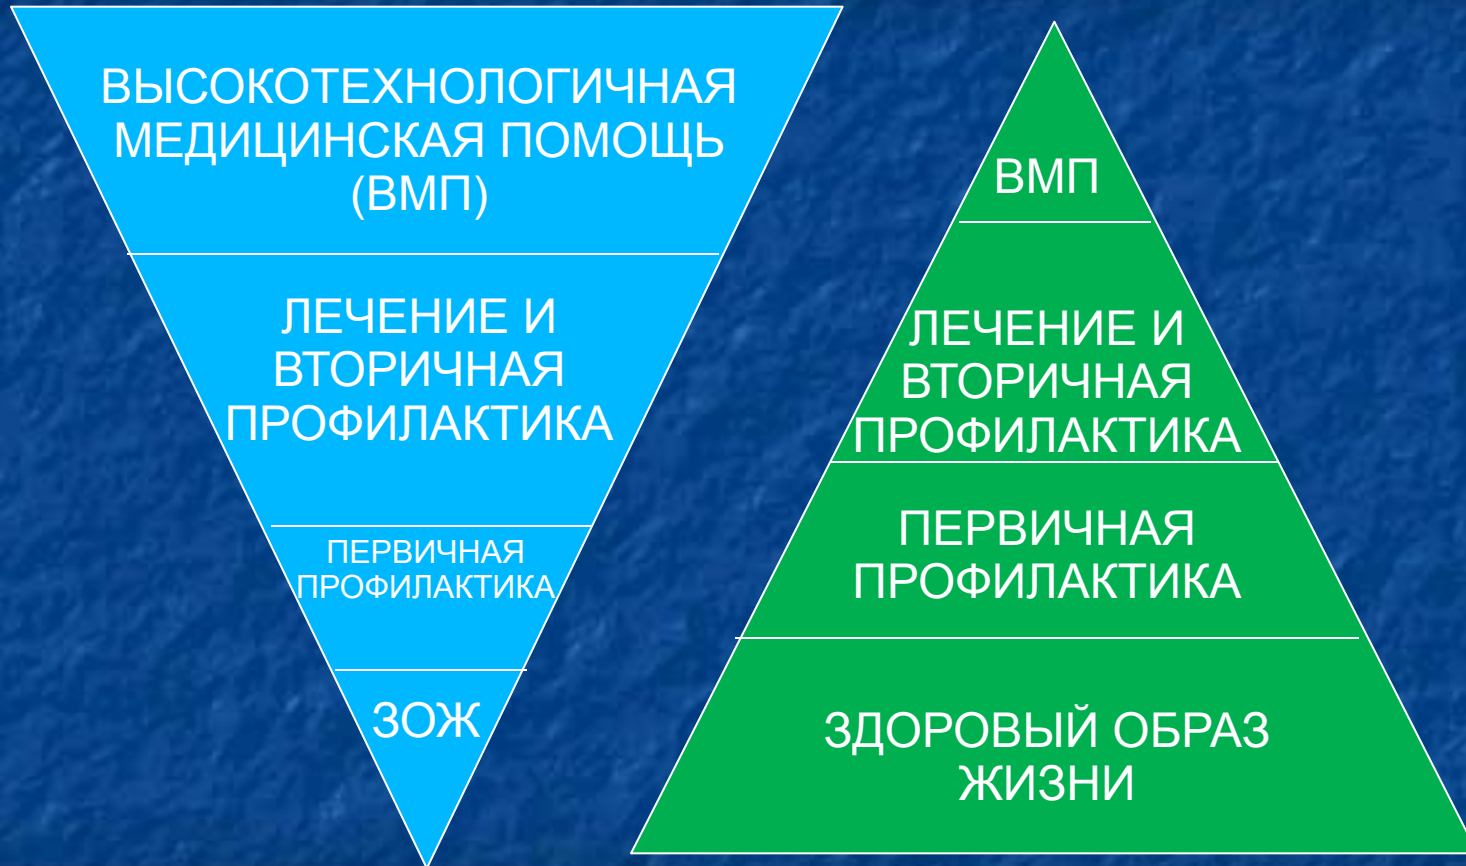 ВЫСОКОТЕХНОЛОГИЧНАЯ
МЕДИЦИНСКАЯ ПОМОЩЬ
(ВМП)
ЛЕЧЕНИЕ И
ВТОРИЧНАЯ
ПРОФИЛАКТИКА
ПЕРВИЧНАЯ
ПРОФИЛАКТИКА
ЗОЖ
ВМП
ЛЕЧЕНИЕ И
ВТОРИЧНАЯ
ПРОФИЛАКТИКА
ПЕРВИЧНАЯ
ПРОФИЛАКТИКА
ЗДОРОВЫЙ ОБРАЗ
ЖИЗНИ